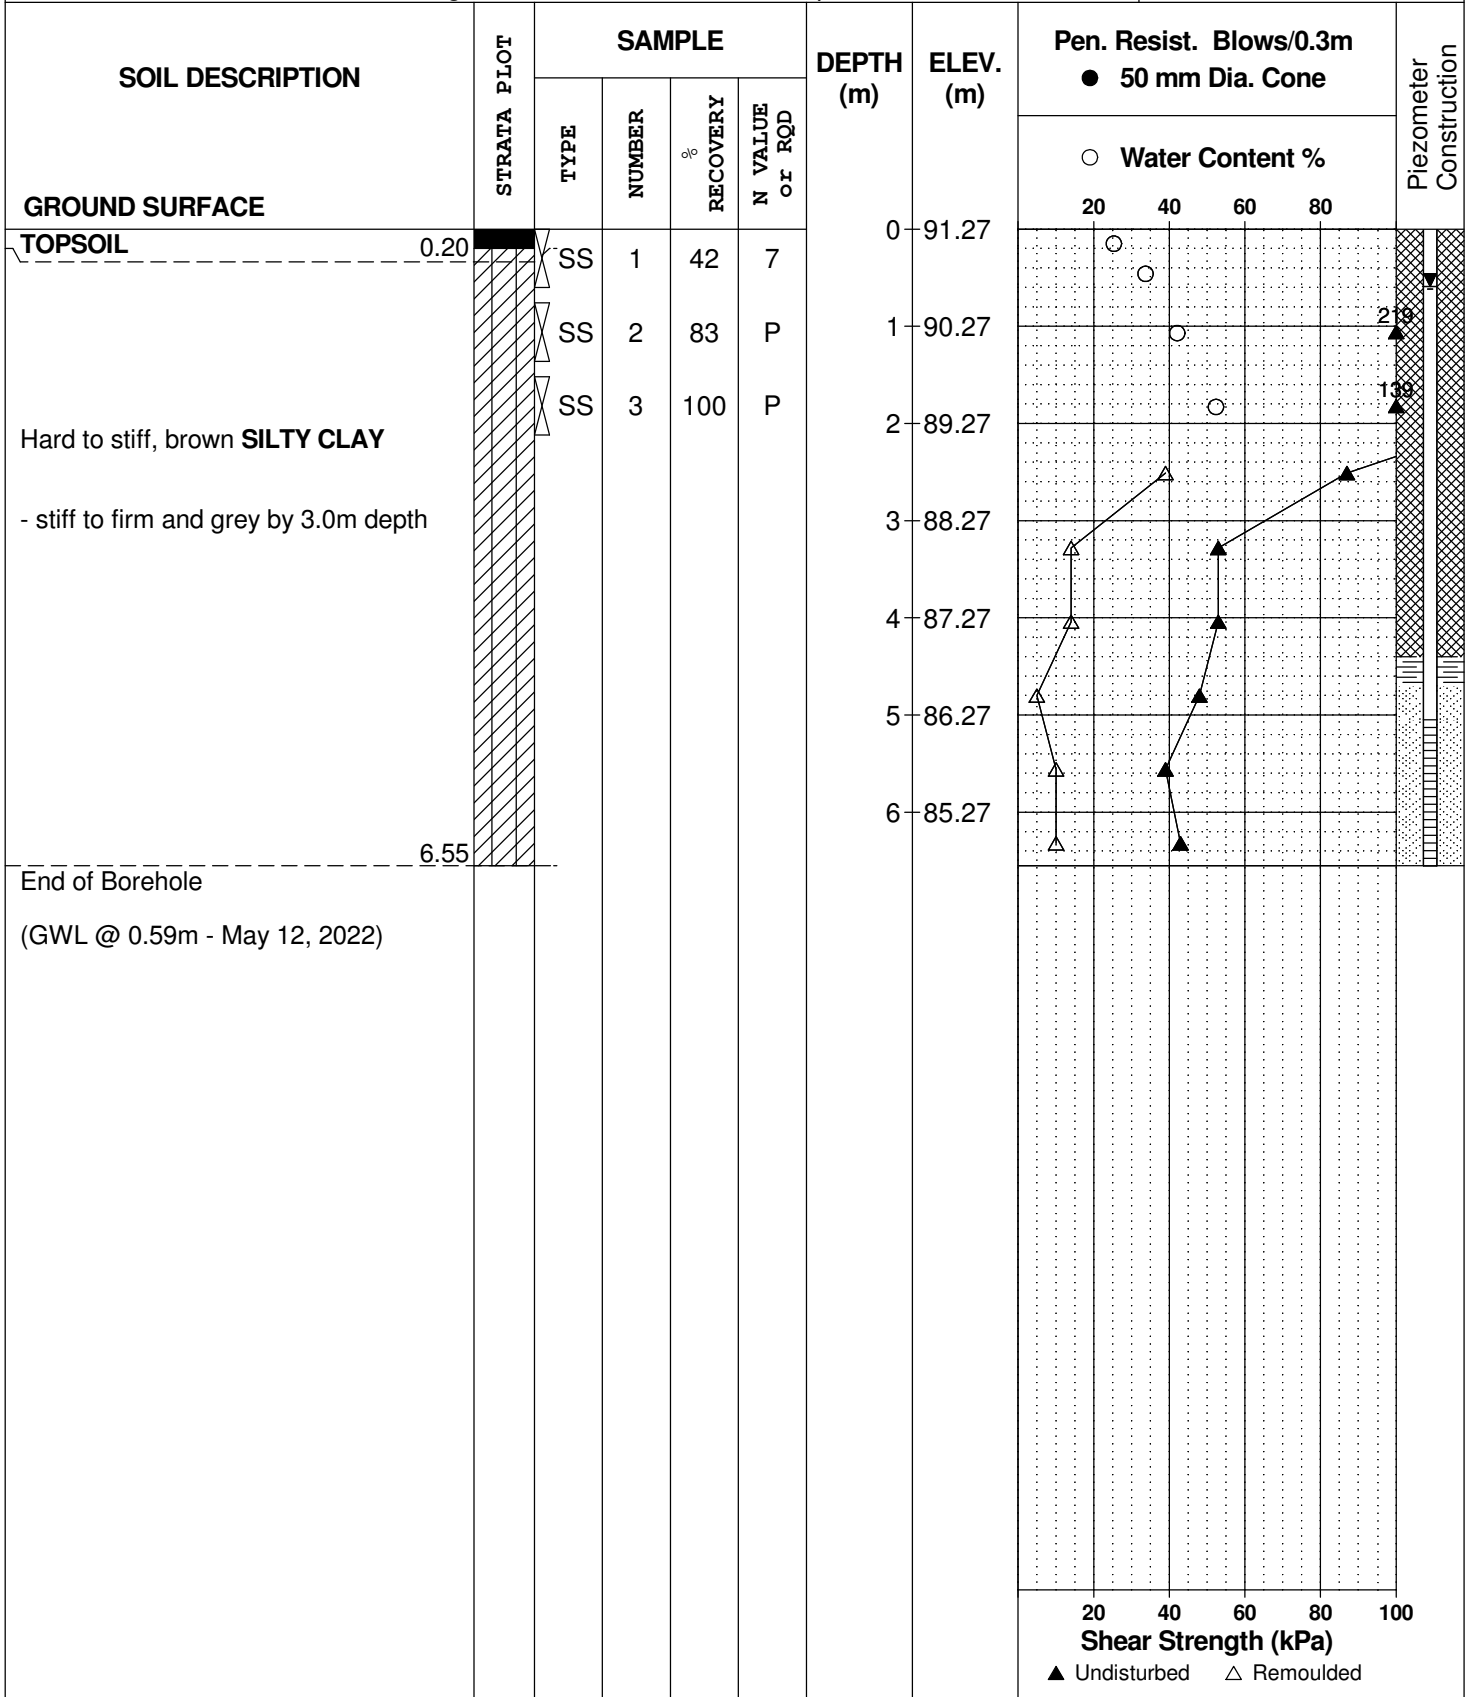 SOIL DESCRIPTION
GROUND SURFACE
STRATA PLOT
SAMPLE
TYPE
NUMBER
%
RECOVERY
N VALUE
or RQD
DEPTH
(m)
ELEV.
(m)
Pen. Resist. Blows/0.3m
● 50 mm Dia. Cone
○ Water Content %
20 40 60 80
Piezometer
Construction
TOPSOIL 0.20
SS 1 42 7
SS 2 83 P
SS 3 100 P
Hard to stiff, brown SILTY CLAY
- stiff to firm and grey by 3.0m depth
6.55
End of Borehole
(GWL @ 0.59m - May 12, 2022)
0 91.27
1 90.27
2 89.27
3 88.27
4 87.27
5 86.27
6 85.27
219
139
20 40 60 80 100
Shear Strength (kPa)
▲ Undisturbed △ Remoulded